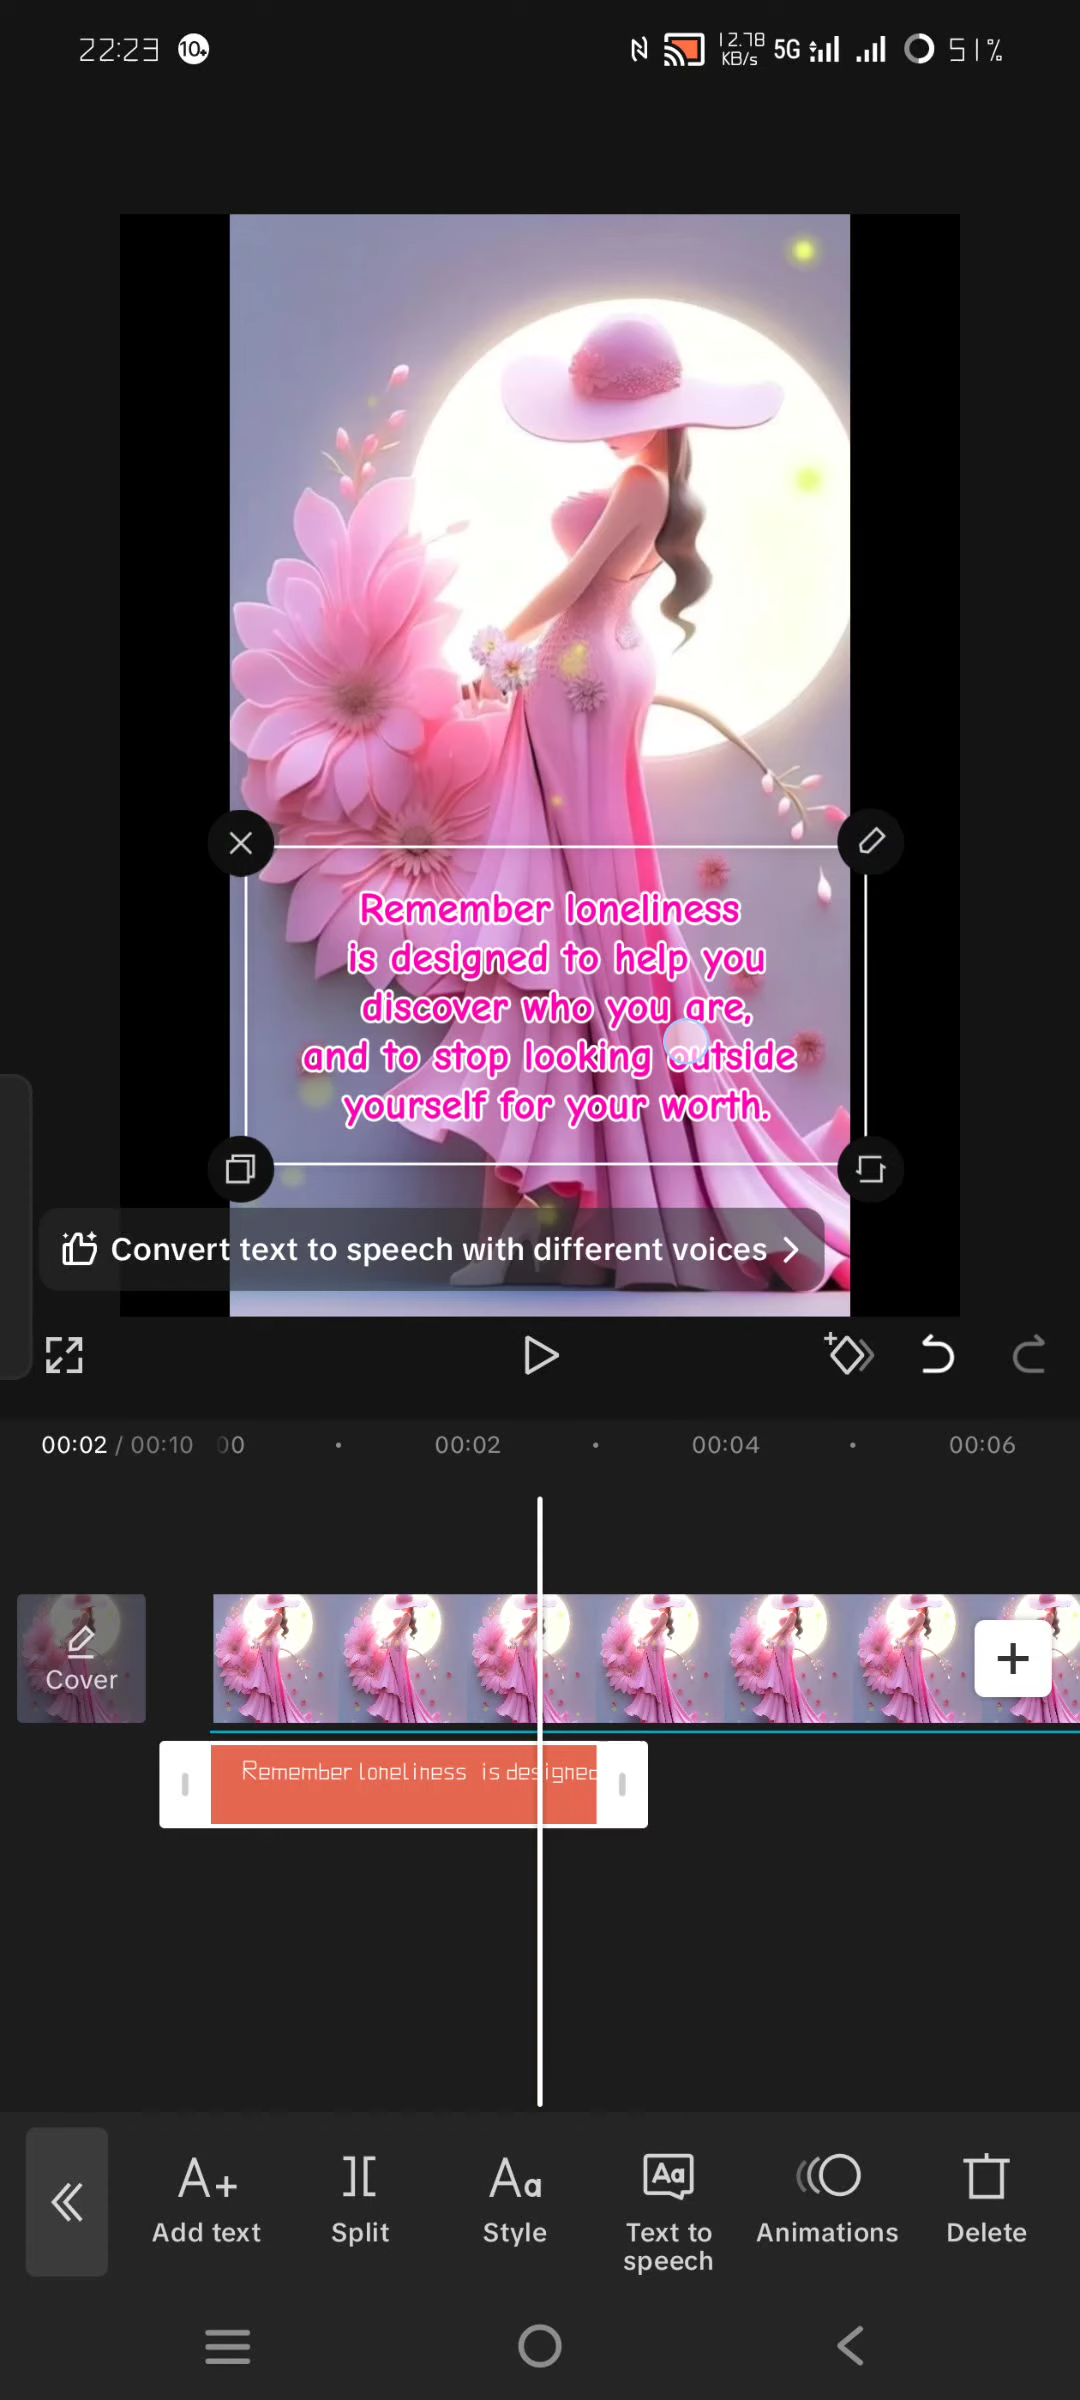 22:23 10+ 12.78 KB/s 5G 51%
Remember loneliness
is designed to help you
discover who you are,
and to stop looking outside
yourself for your worth.
Convert text to speech with different voices
00:02 / 00:10 00 00:02 00:04 00:06
Cover
Remember loneliness is designed
Add text Split Style Text to speech Animations Delete